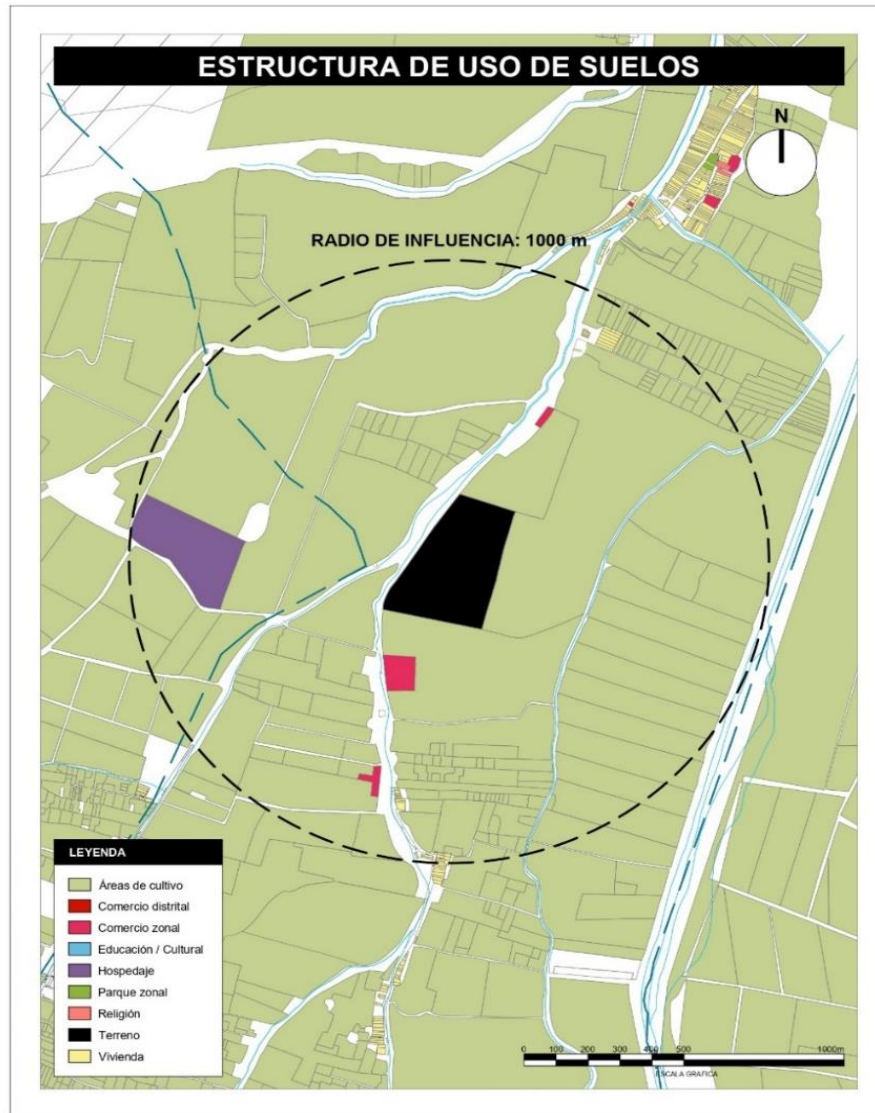 ESTRUCTURA DE USO DE SUELOS
N
RADIO DE INFLUENCIA: 1000 m
LEYENDA
Áreas de cultivo
Comercio distrital
Comercio zonal
Educación / Cultural
Hospedaje
Parque zonal
Religión
Terreno
Vivienda
0 100 200 300 400 500 1000m
ESCALA GRAFICA